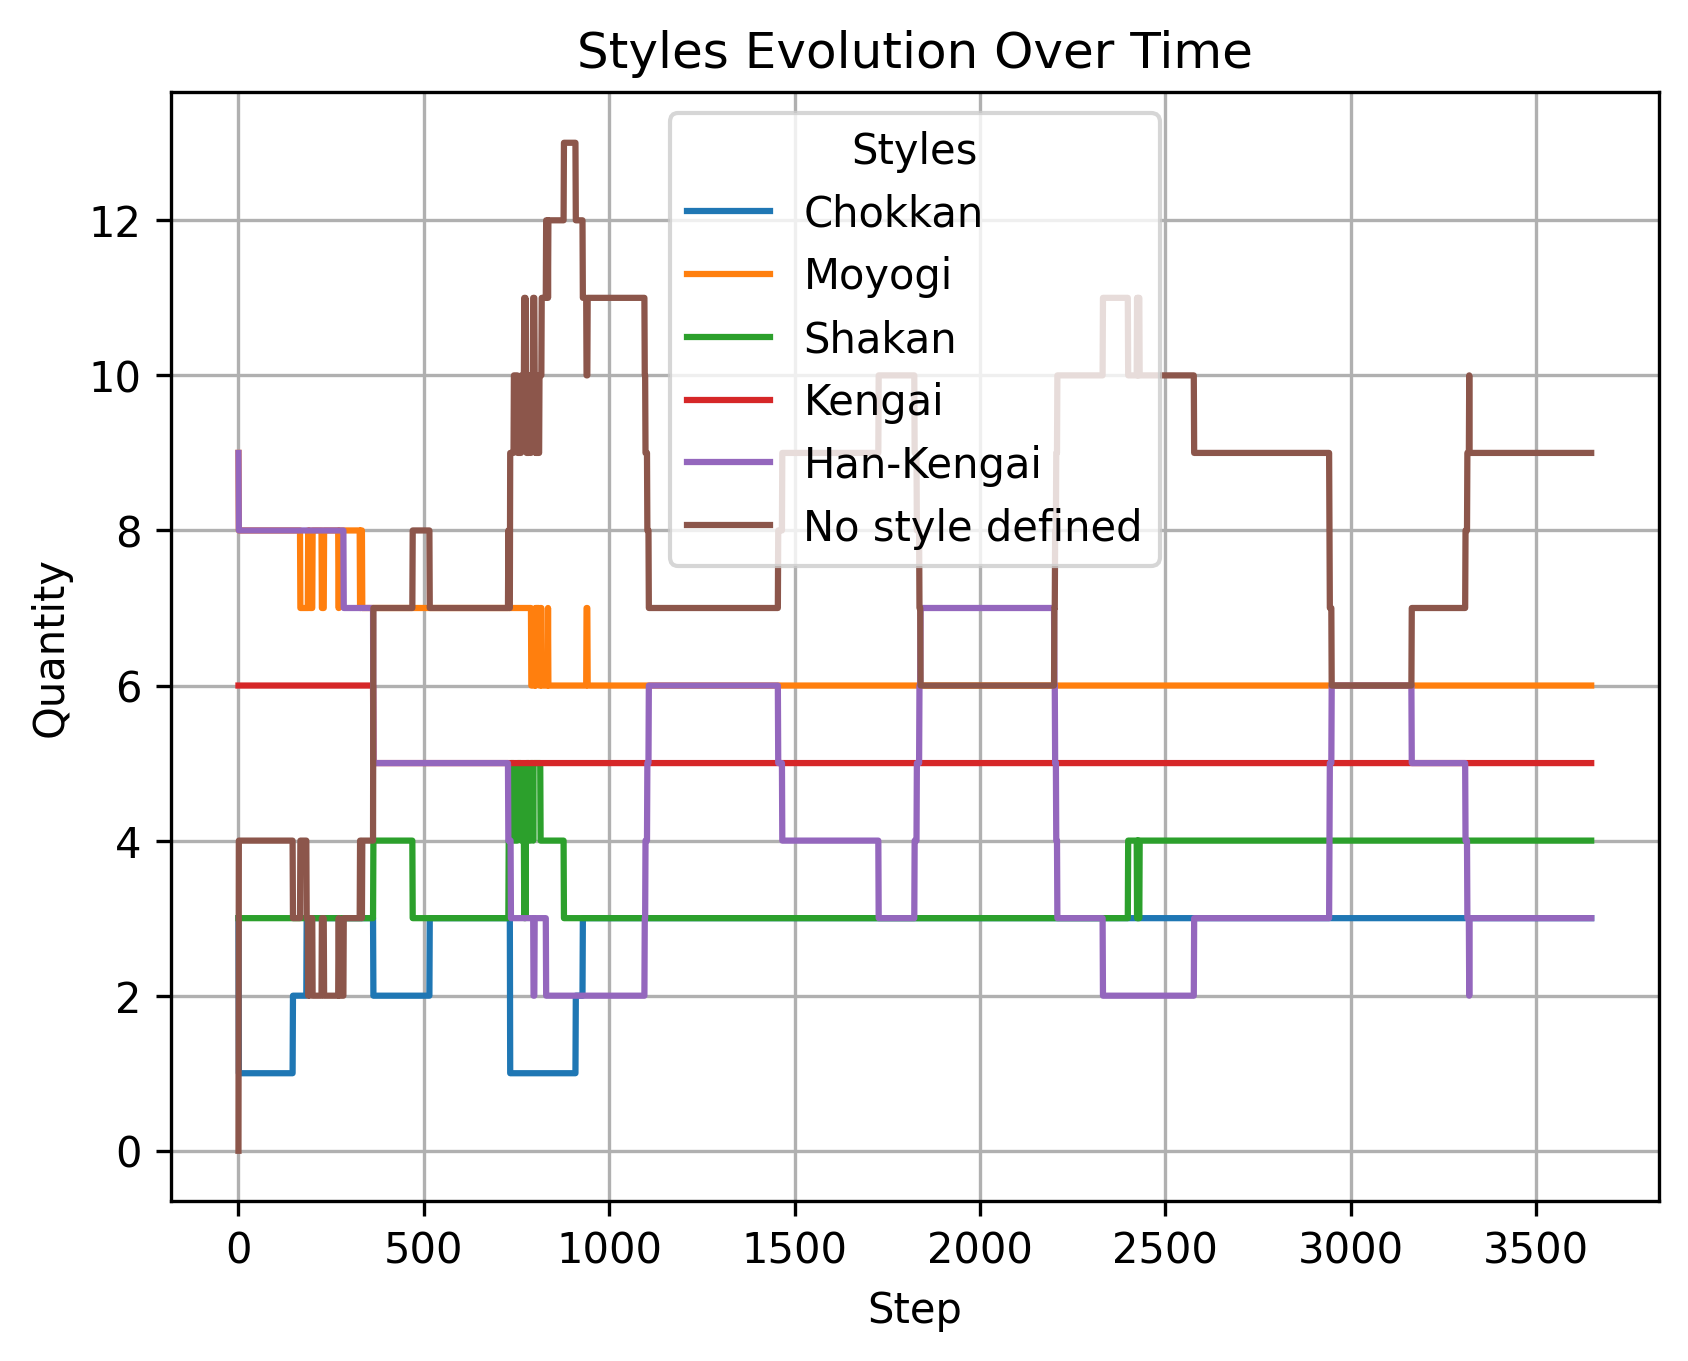 Styles Evolution Over Time
Styles
Chokkan
Moyogi
Shakan
Kengai
Han-Kengai
No style defined
12
10
8
6
4
2
0
Quantity
0 500 1000 1500 2000 2500 3000 3500
Step